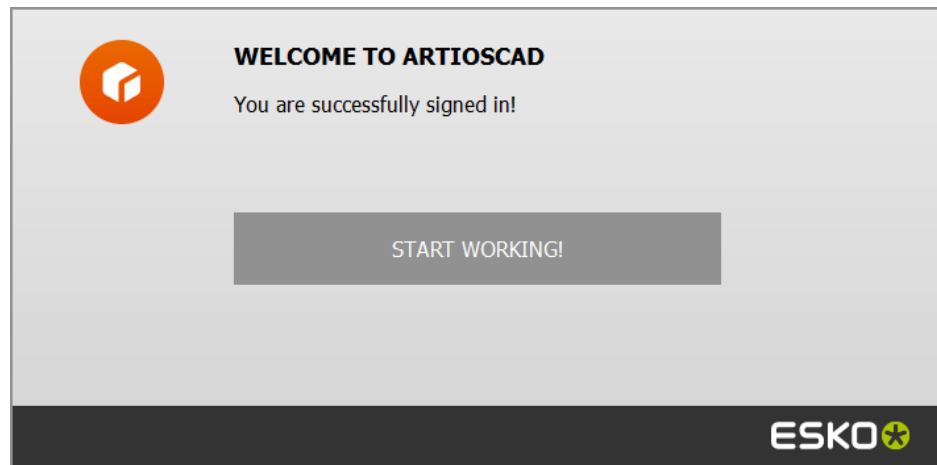 WELCOME TO ARTIOSCAD
You are successfully signed in!
START WORKING!
ESKO